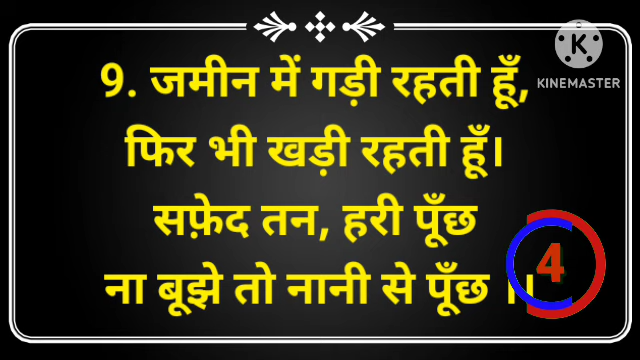 KINEMASTER
9. जमीन में गड़ी रहती हूँ,
फिर भी खड़ी रहती हूँ।
सफ़ेद तन, हरी पूँछ
ना बूझे तो नानी से पूँछ ।।
4